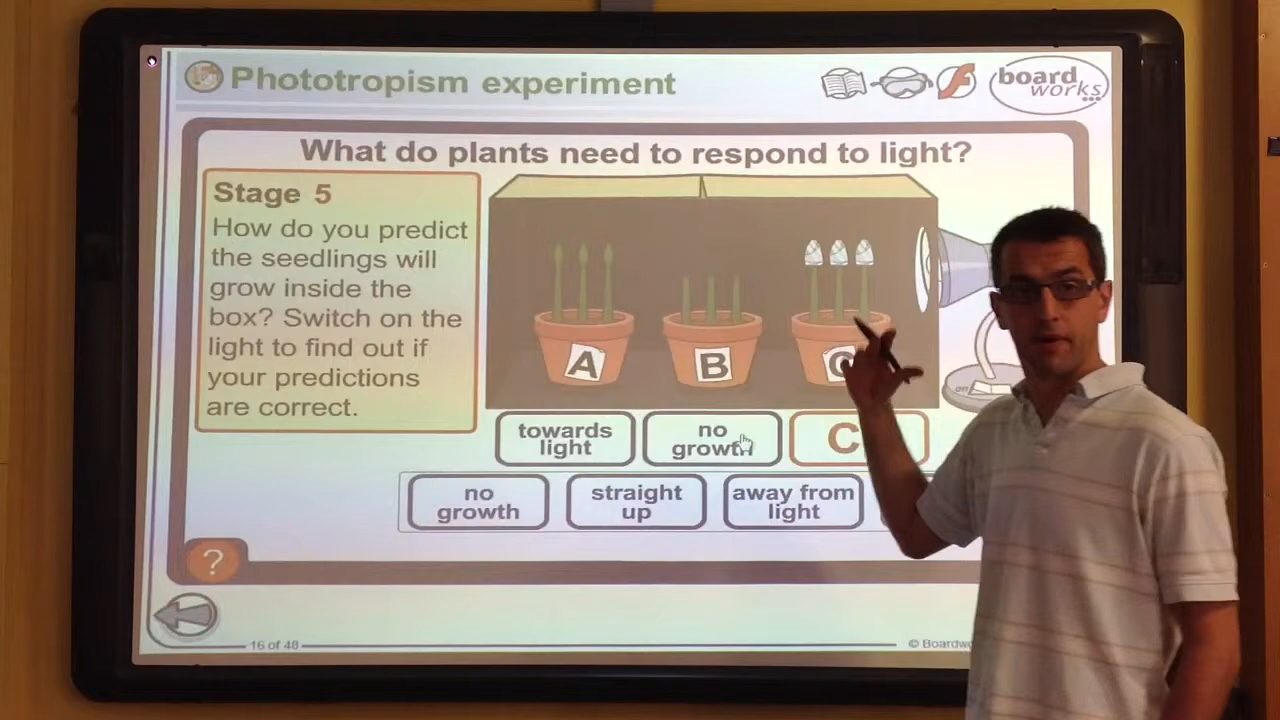 Phototropism experiment
board
works
What do plants need to respond to light?
Stage 5
How do you predict
the seedlings will
grow inside the
box? Switch on the
light to find out if
your predictions
are correct.
A
B
C
on
towards
light
no
growth
C
no
growth
straight
up
away from
light
?
16 of 48
© Boardwo